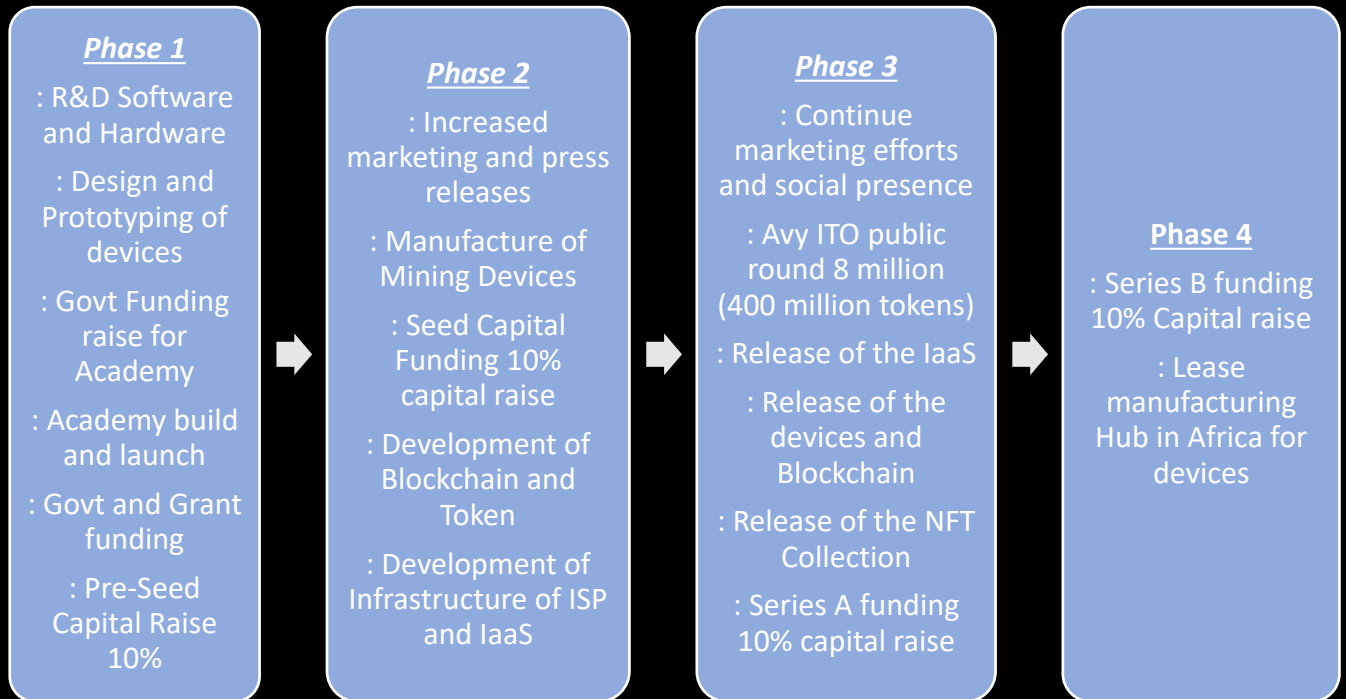 Phase 1
: R&D Software
and Hardware
: Design and
Prototyping of
devices
: Govt Funding
raise for
Academy
: Academy build
and launch
: Govt and Grant
funding
: Pre-Seed
Capital Raise
10%
Phase 2
: Increased
marketing and press
releases
: Manufacture of
Mining Devices
: Seed Capital
Funding 10%
capital raise
: Development of
Blockchain and
Token
: Development of
Infrastructure of ISP
and IaaS
Phase 3
: Continue
marketing efforts
and social presence
: Avy ITO public
round 8 million
(400 million tokens)
: Release of the IaaS
: Release of the
devices and
Blockchain
: Release of the NFT
Collection
: Series A funding
10% capital raise
Phase 4
: Series B funding
10% Capital raise
: Lease
manufacturing
Hub in Africa for
devices